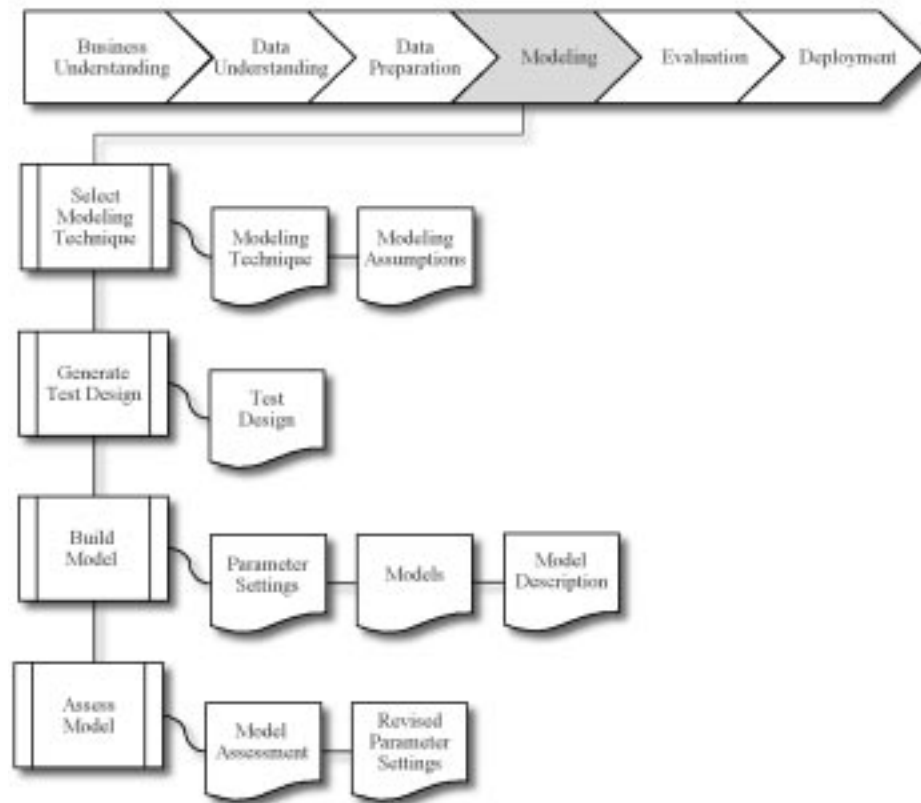 Business
Understanding
Data
Understanding
Data
Preparation
Modeling
Evaluation
Deployment
Select
Modeling
Technique
Modeling
Technique
Modeling
Assumptions
Generate
Test Design
Test
Design
Build
Model
Parameter
Settings
Models
Model
Description
Assess
Model
Model
Assessment
Revised
Parameter
Settings